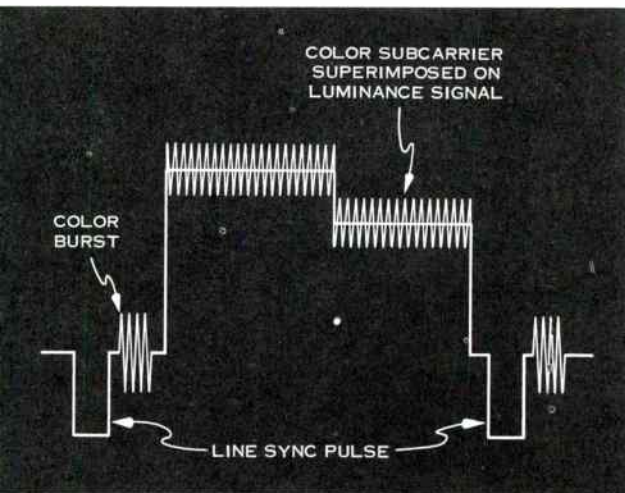 COLOR SUBCARRIER
SUPERIMPOSED ON
LUMINANCE SIGNAL
COLOR
BURST
LINE SYNC PULSE